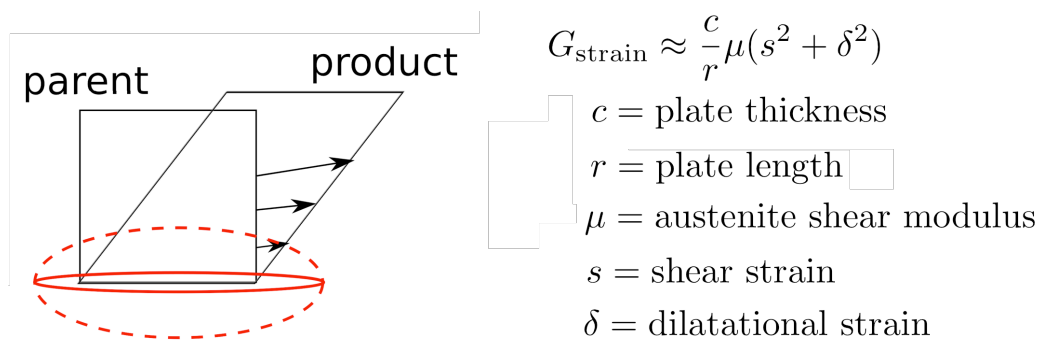 parent
product
G_strain ≈ c/r μ(s² + δ²)
c = plate thickness
r = plate length
μ = austenite shear modulus
s = shear strain
δ = dilatational strain